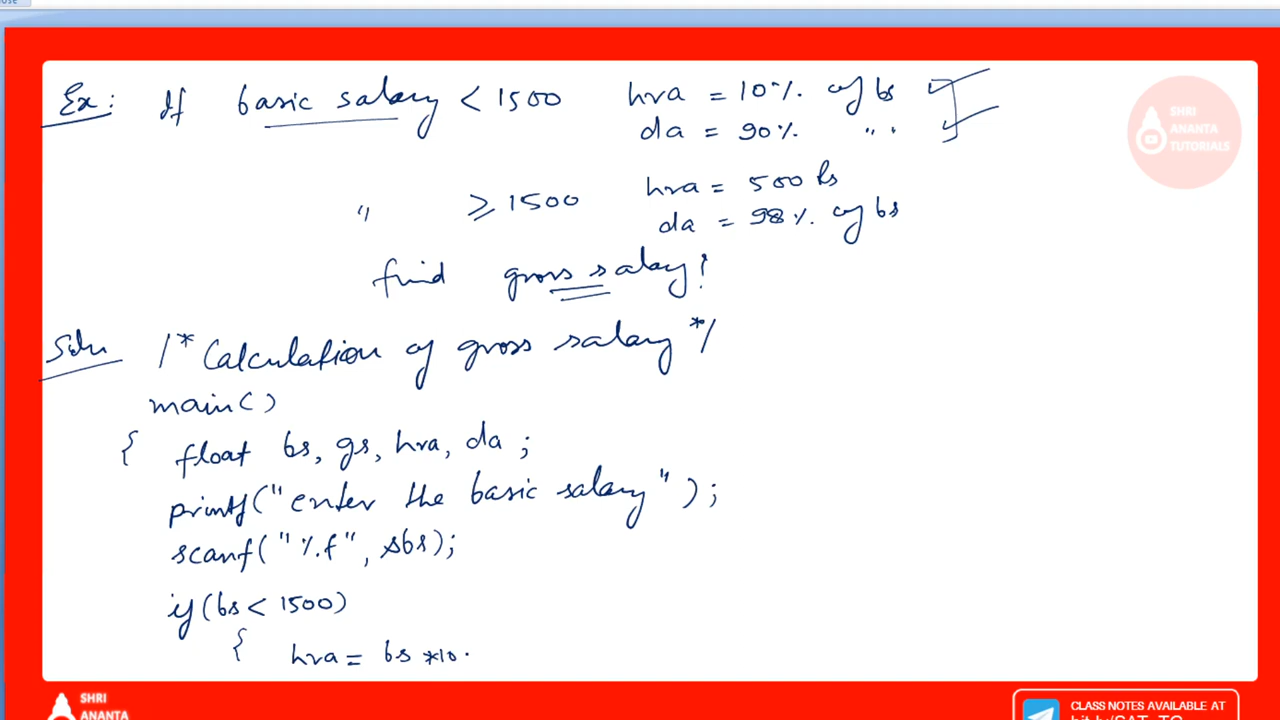 Ex: If basic salary < 1500 hra = 10% of bs
da = 90% " "
" ≥ 1500 hra = 500 Rs
da = 98% of bs
find gross salary?
Soln /* Calculation of gross salary */
main()
{ float bs, gs, hra, da ;
printf("enter the basic salary");
scanf("%f", &bs);
if (bs < 1500)
{ hra = bs *10.
SHRI
ANANTA
TUTORIALS
SHRI
ANANTA
CLASS NOTES AVAILABLE AT